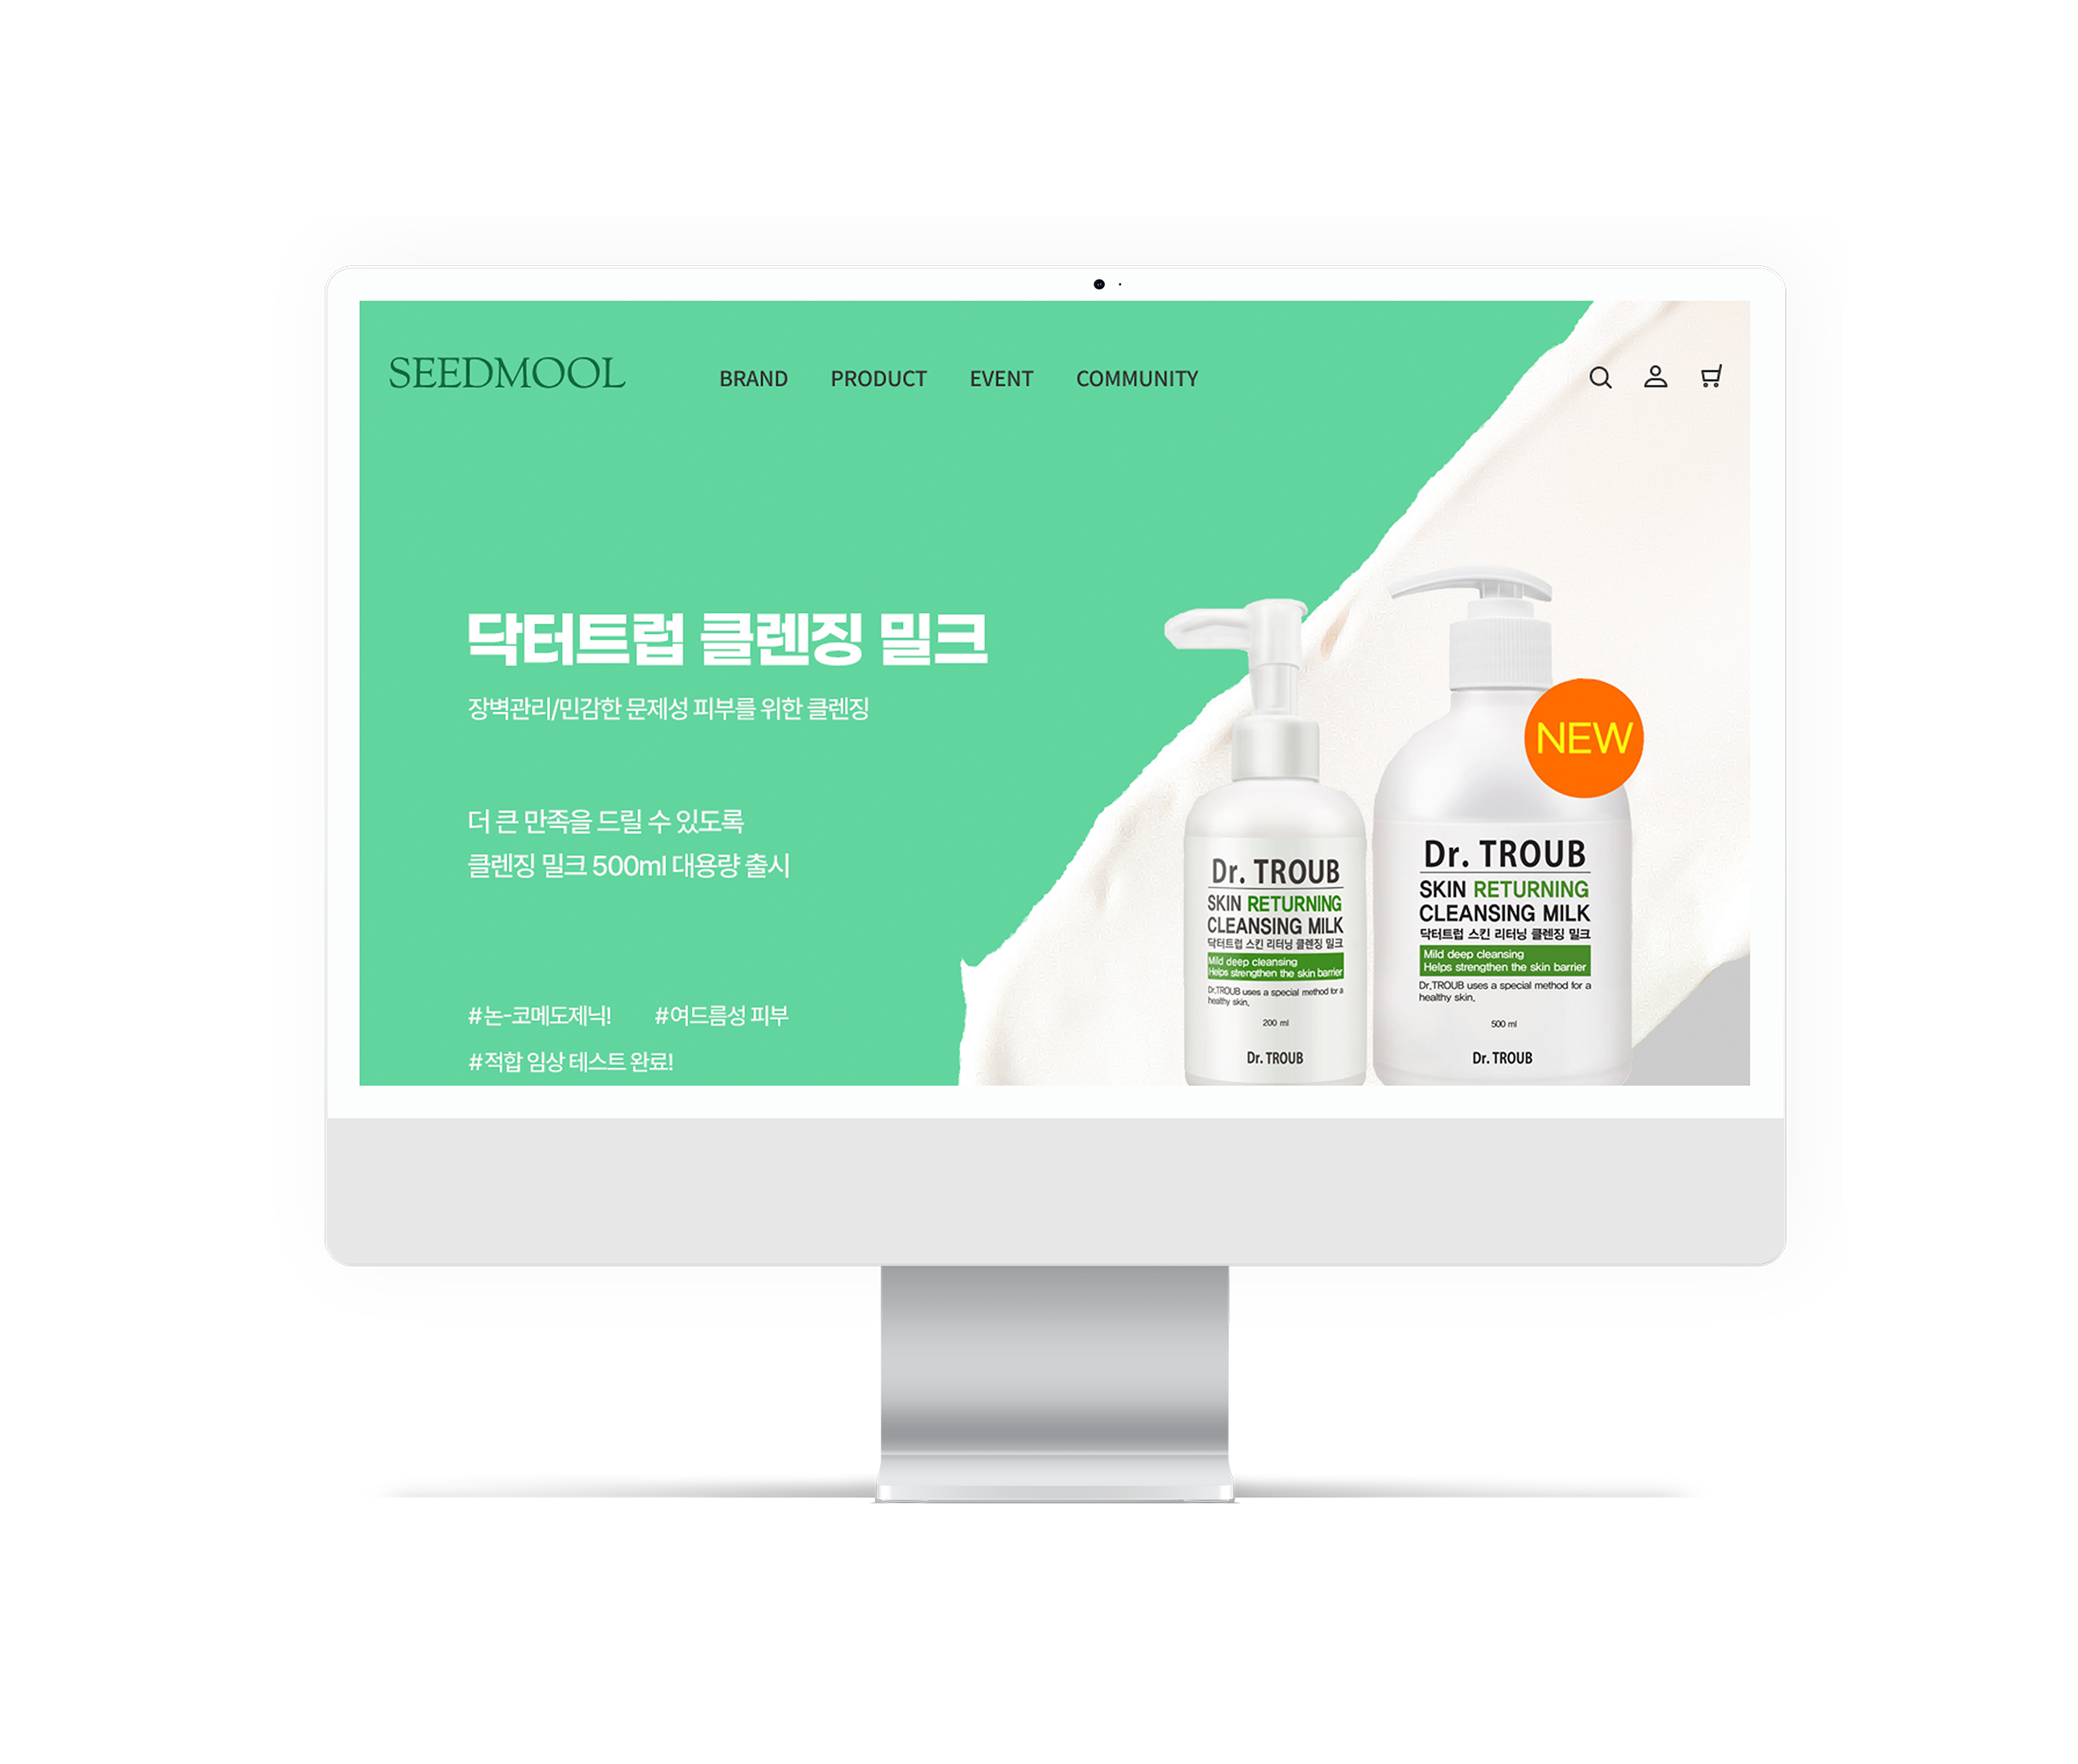 SEEDMOOL
BRAND PRODUCT EVENT COMMUNITY
닥터트럽 클렌징 밀크
장벽관리/민감한 문제성 피부를 위한 클렌징
더 큰 만족을 드릴 수 있도록
클렌징 밀크 500ml 대용량 출시
#논-코메도제닉! #여드름성 피부
#적합 임상 테스트 완료!
Dr. TROUB
SKIN RETURNING
CLEANSING MILK
닥터트럽 스킨 리터닝 클렌징 밀크
Mild deep cleansing
Helps strengthen the skin barrier
Dr.TROUB uses a special method for a
healthy skin.
200 ml
Dr. TROUB
NEW
Dr. TROUB
SKIN RETURNING
CLEANSING MILK
닥터트럽 스킨 리터닝 클렌징 밀크
Mild deep cleansing
Helps strengthen the skin barrier
Dr.TROUB uses a special method for a
healthy skin.
500 ml
Dr. TROUB